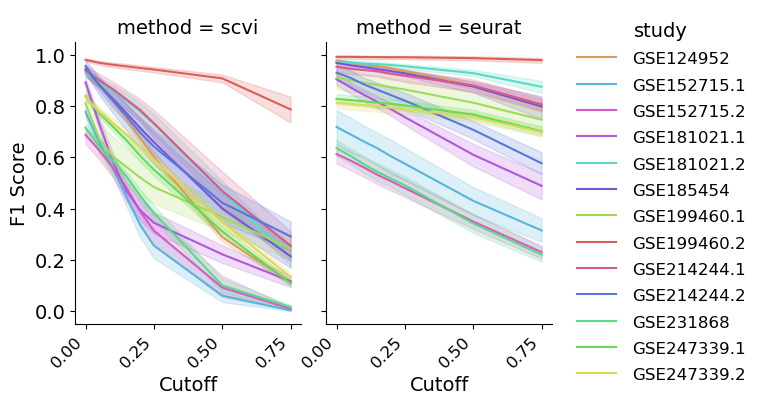 method = scvi
method = seurat
study
F1 Score
1.0
0.8
0.6
0.4
0.2
0.0
0.00
0.25
0.50
0.75
0.00
0.25
0.50
0.75
Cutoff
Cutoff
GSE124952
GSE152715.1
GSE152715.2
GSE181021.1
GSE181021.2
GSE185454
GSE199460.1
GSE199460.2
GSE214244.1
GSE214244.2
GSE231868
GSE247339.1
GSE247339.2